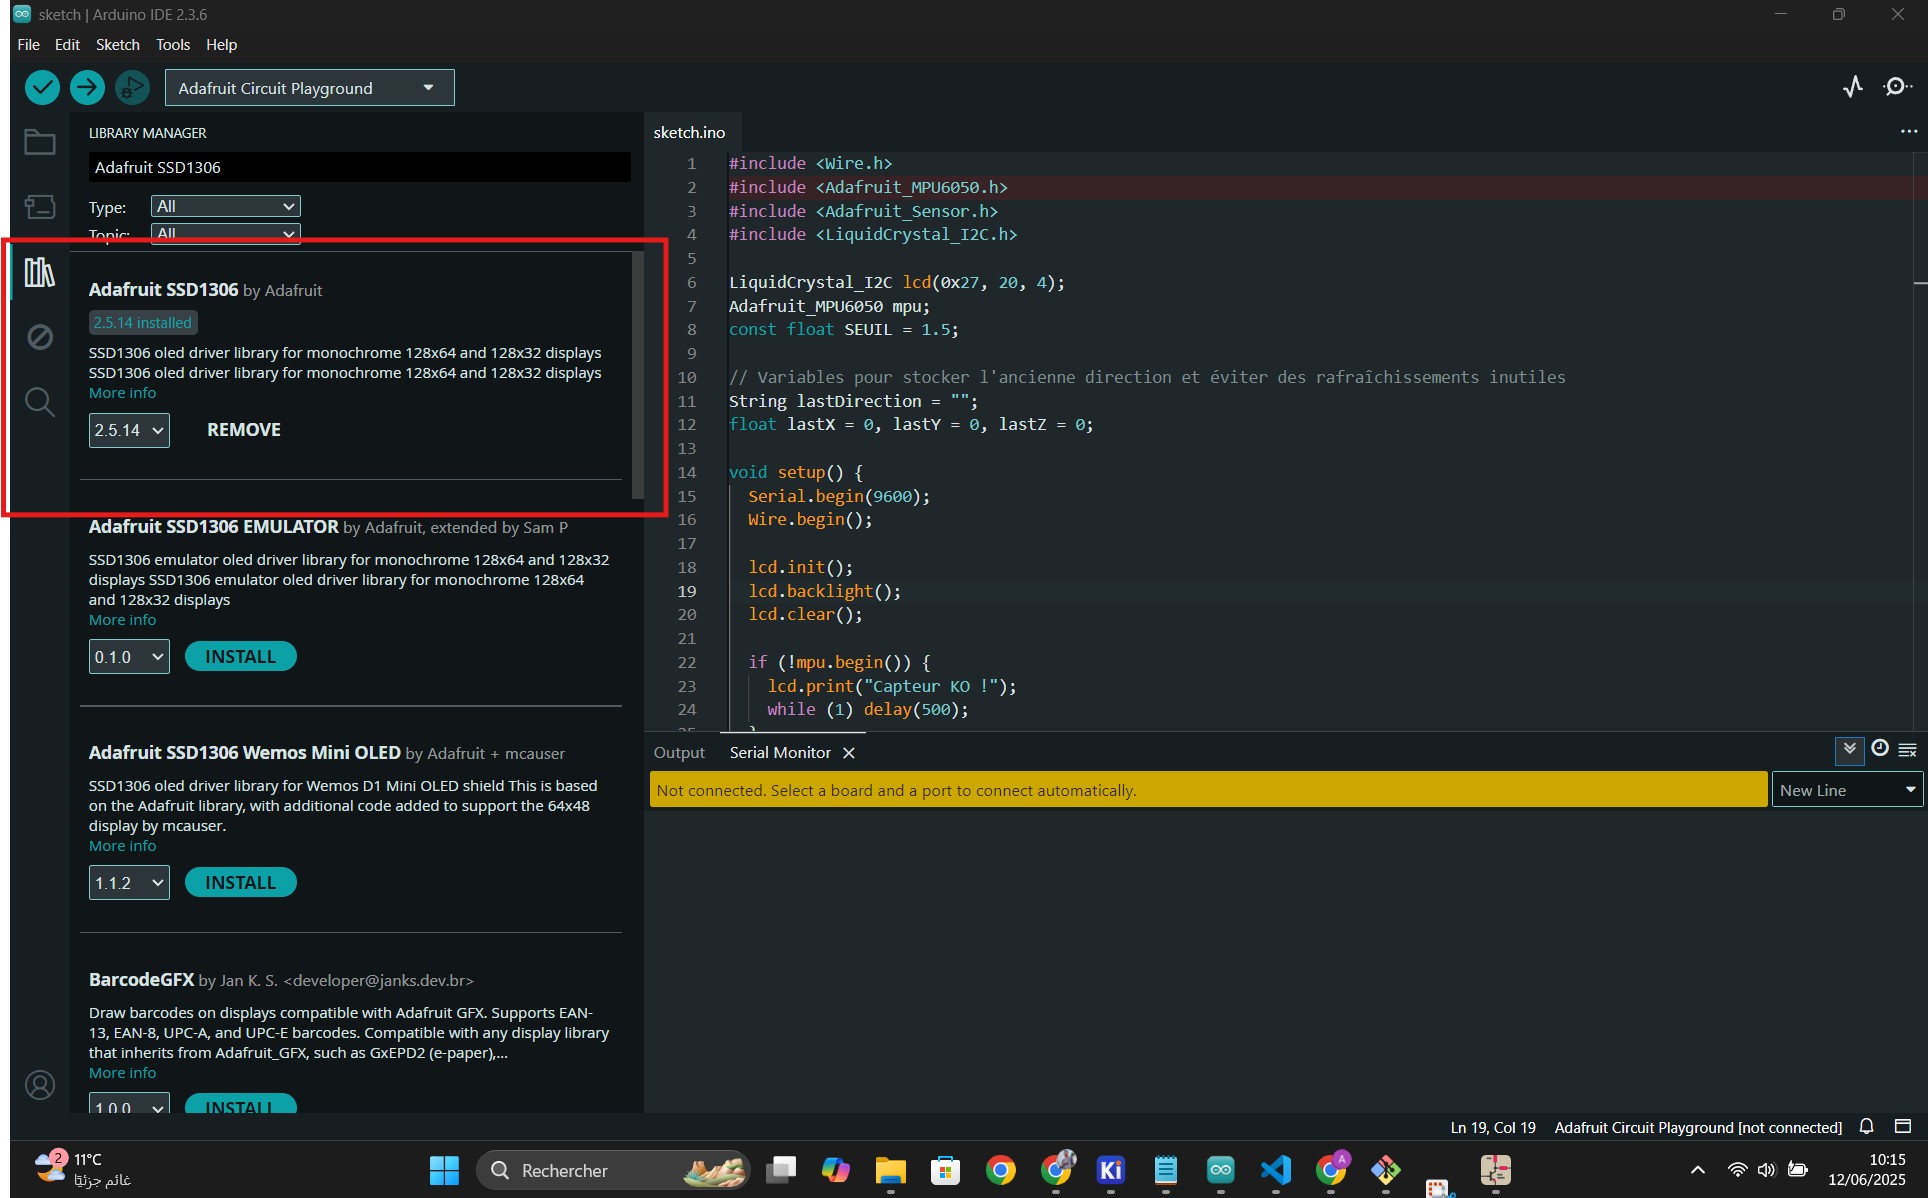 sketch | Arduino IDE 2.3.6
File Edit Sketch Tools Help
Adafruit Circuit Playground
LIBRARY MANAGER
Adafruit SSD1306
Type: All
Topic: All
Adafruit SSD1306 by Adafruit
2.5.14 installed
SSD1306 oled driver library for monochrome 128x64 and 128x32 displays
SSD1306 oled driver library for monochrome 128x64 and 128x32 displays
More info
2.5.14 REMOVE
Adafruit SSD1306 EMULATOR by Adafruit, extended by Sam P
SSD1306 emulator oled driver library for monochrome 128x64 and 128x32
displays SSD1306 emulator oled driver library for monochrome 128x64
and 128x32 displays
More info
0.1.0 INSTALL
Adafruit SSD1306 Wemos Mini OLED by Adafruit + mcauser
SSD1306 oled driver library for Wemos D1 Mini OLED shield This is based
on the Adafruit library, with additional code added to support the 64x48
display by mcauser.
More info
1.1.2 INSTALL
BarcodeGFX by Jan K. S. <developer@janks.dev.br>
Draw barcodes on displays compatible with Adafruit GFX. Supports EAN-
13, EAN-8, UPC-A, and UPC-E barcodes. Compatible with any display library
that inherits from Adafruit_GFX, such as GxEPD2 (e-paper),...
More info
1.0.0 INSTALL
sketch.ino
1 #include <Wire.h>
2 #include <Adafruit_MPU6050.h>
3 #include <Adafruit_Sensor.h>
4 #include <LiquidCrystal_I2C.h>
5
6 LiquidCrystal_I2C lcd(0x27, 20, 4);
7 Adafruit_MPU6050 mpu;
8 const float SEUIL = 1.5;
9
10 // Variables pour stocker l'ancienne direction et éviter des rafraîchissements inutiles
11 String lastDirection = "";
12 float lastX = 0, lastY = 0, lastZ = 0;
13
14 void setup() {
15 Serial.begin(9600);
16 Wire.begin();
17
18 lcd.init();
19 lcd.backlight();
20 lcd.clear();
21
22 if (!mpu.begin()) {
23 lcd.print("Capteur KO !");
24 while (1) delay(500);
25 }
Output Serial Monitor
Not connected. Select a board and a port to connect automatically.
New Line
Ln 19, Col 19 Adafruit Circuit Playground [not connected]
2
11°C
غائم جزئيًا
Rechercher
Ki
A
10:15
12/06/2025